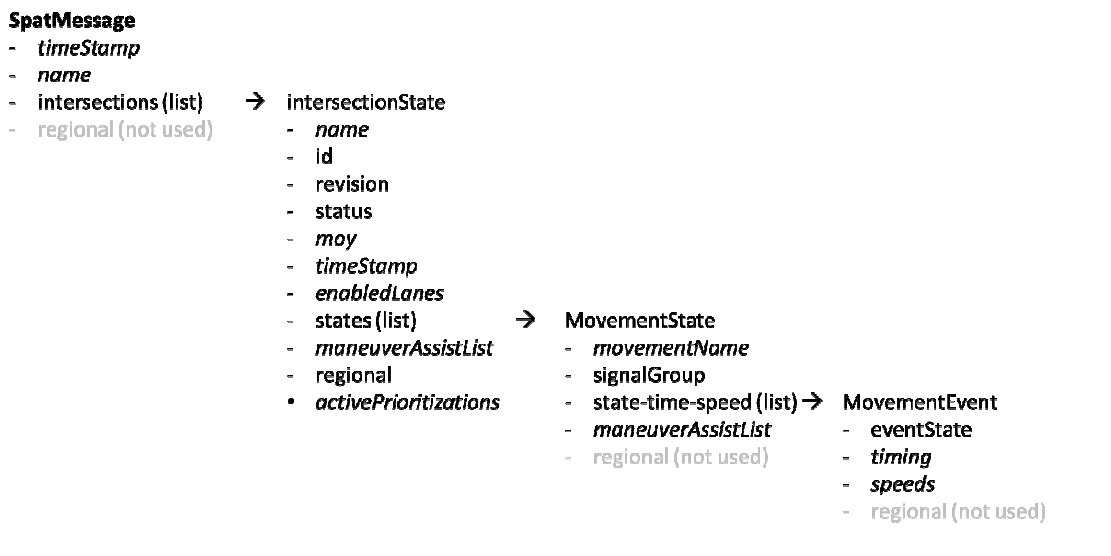 SpatMessage
- timeStamp
- name
- intersections (list) → intersectionState
- regional (not used)
- name
- id
- revision
- status
- moy
- timeStamp
- enabledLanes
- states (list) → MovementState
- maneuverAssistList
- regional
• activePrioritizations
- movementName
- signalGroup
- state-time-speed (list) → MovementEvent
- maneuverAssistList
- regional (not used)
- eventState
- timing
- speeds
- regional (not used)